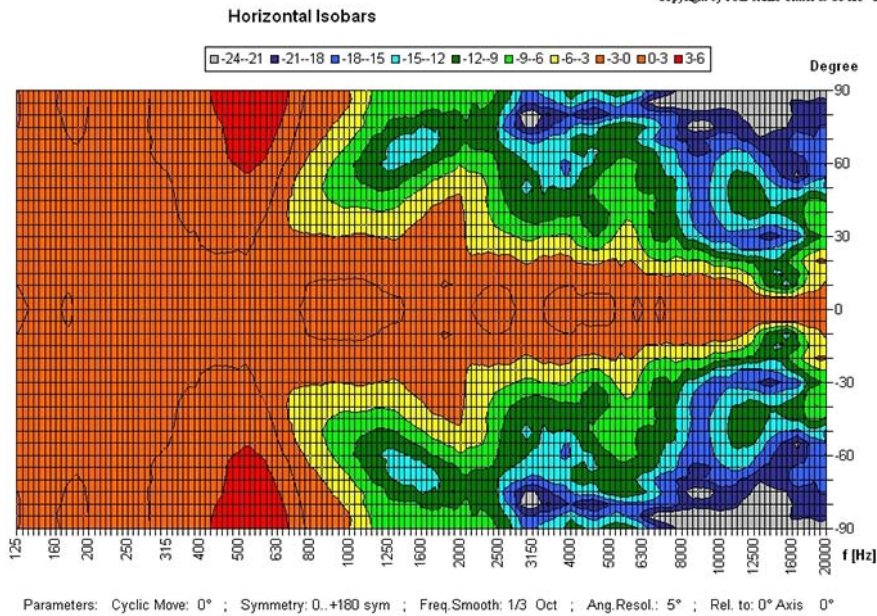 Horizontal Isobars
-24--21 -21--18 -18--15 -15--12 -12--9 -9--6 -6-3 -3-0 0-3 3-6
Degree
90
60
30
0
-30
-60
-90
125 160 200 250 315 400 500 630 800 1000 1250 1600 2000 2500 3150 4000 5000 6300 8000 10000 12500 16000 20000
f [Hz]
Parameters: Cyclic Move: 0° ; Symmetry: 0..+180 sym ; Freq.Smooth: 1/3 Oct ; Ang.Resol.: 5° ; Rel. to: 0° Axis 0°